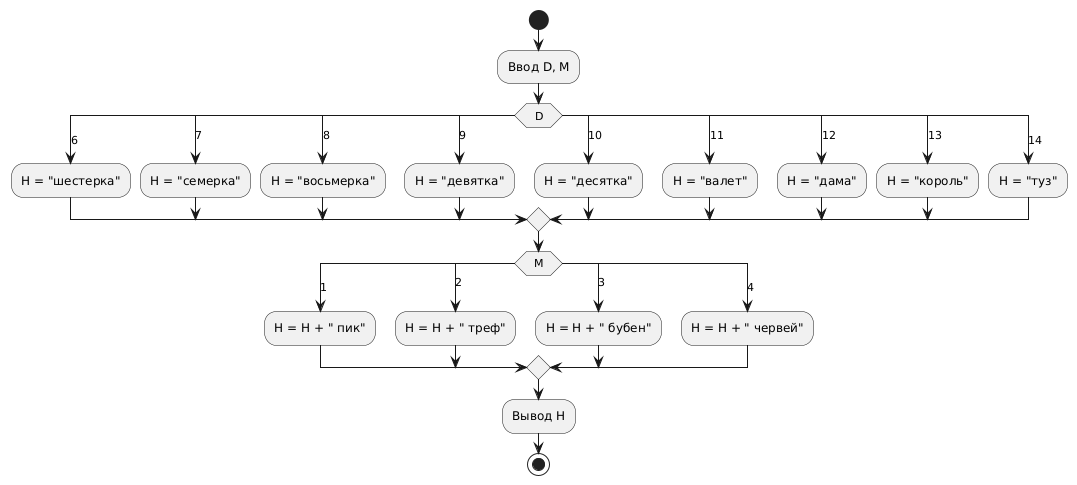 Ввод D, M
D
6
7
8
9
10
11
12
13
14
H = "шестерка"
H = "семерка"
H = "восьмерка"
H = "девятка"
H = "десятка"
H = "валет"
H = "дама"
H = "король"
H = "туз"
M
1
2
3
4
H = H + " пик"
H = H + " треф"
H = H + " бубен"
H = H + " червей"
Вывод H